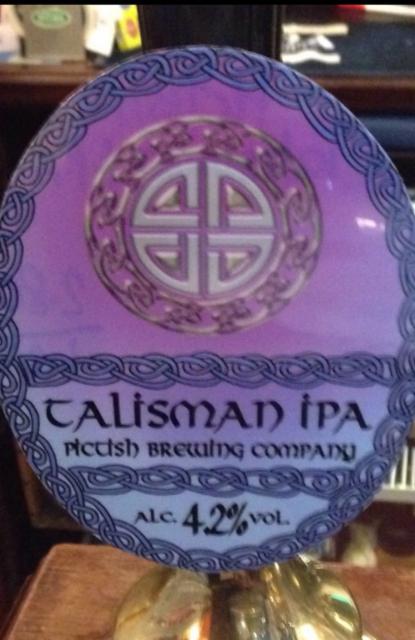 Talisman IPA
Pictish Brewing Company
Alc. 4.2% Vol.